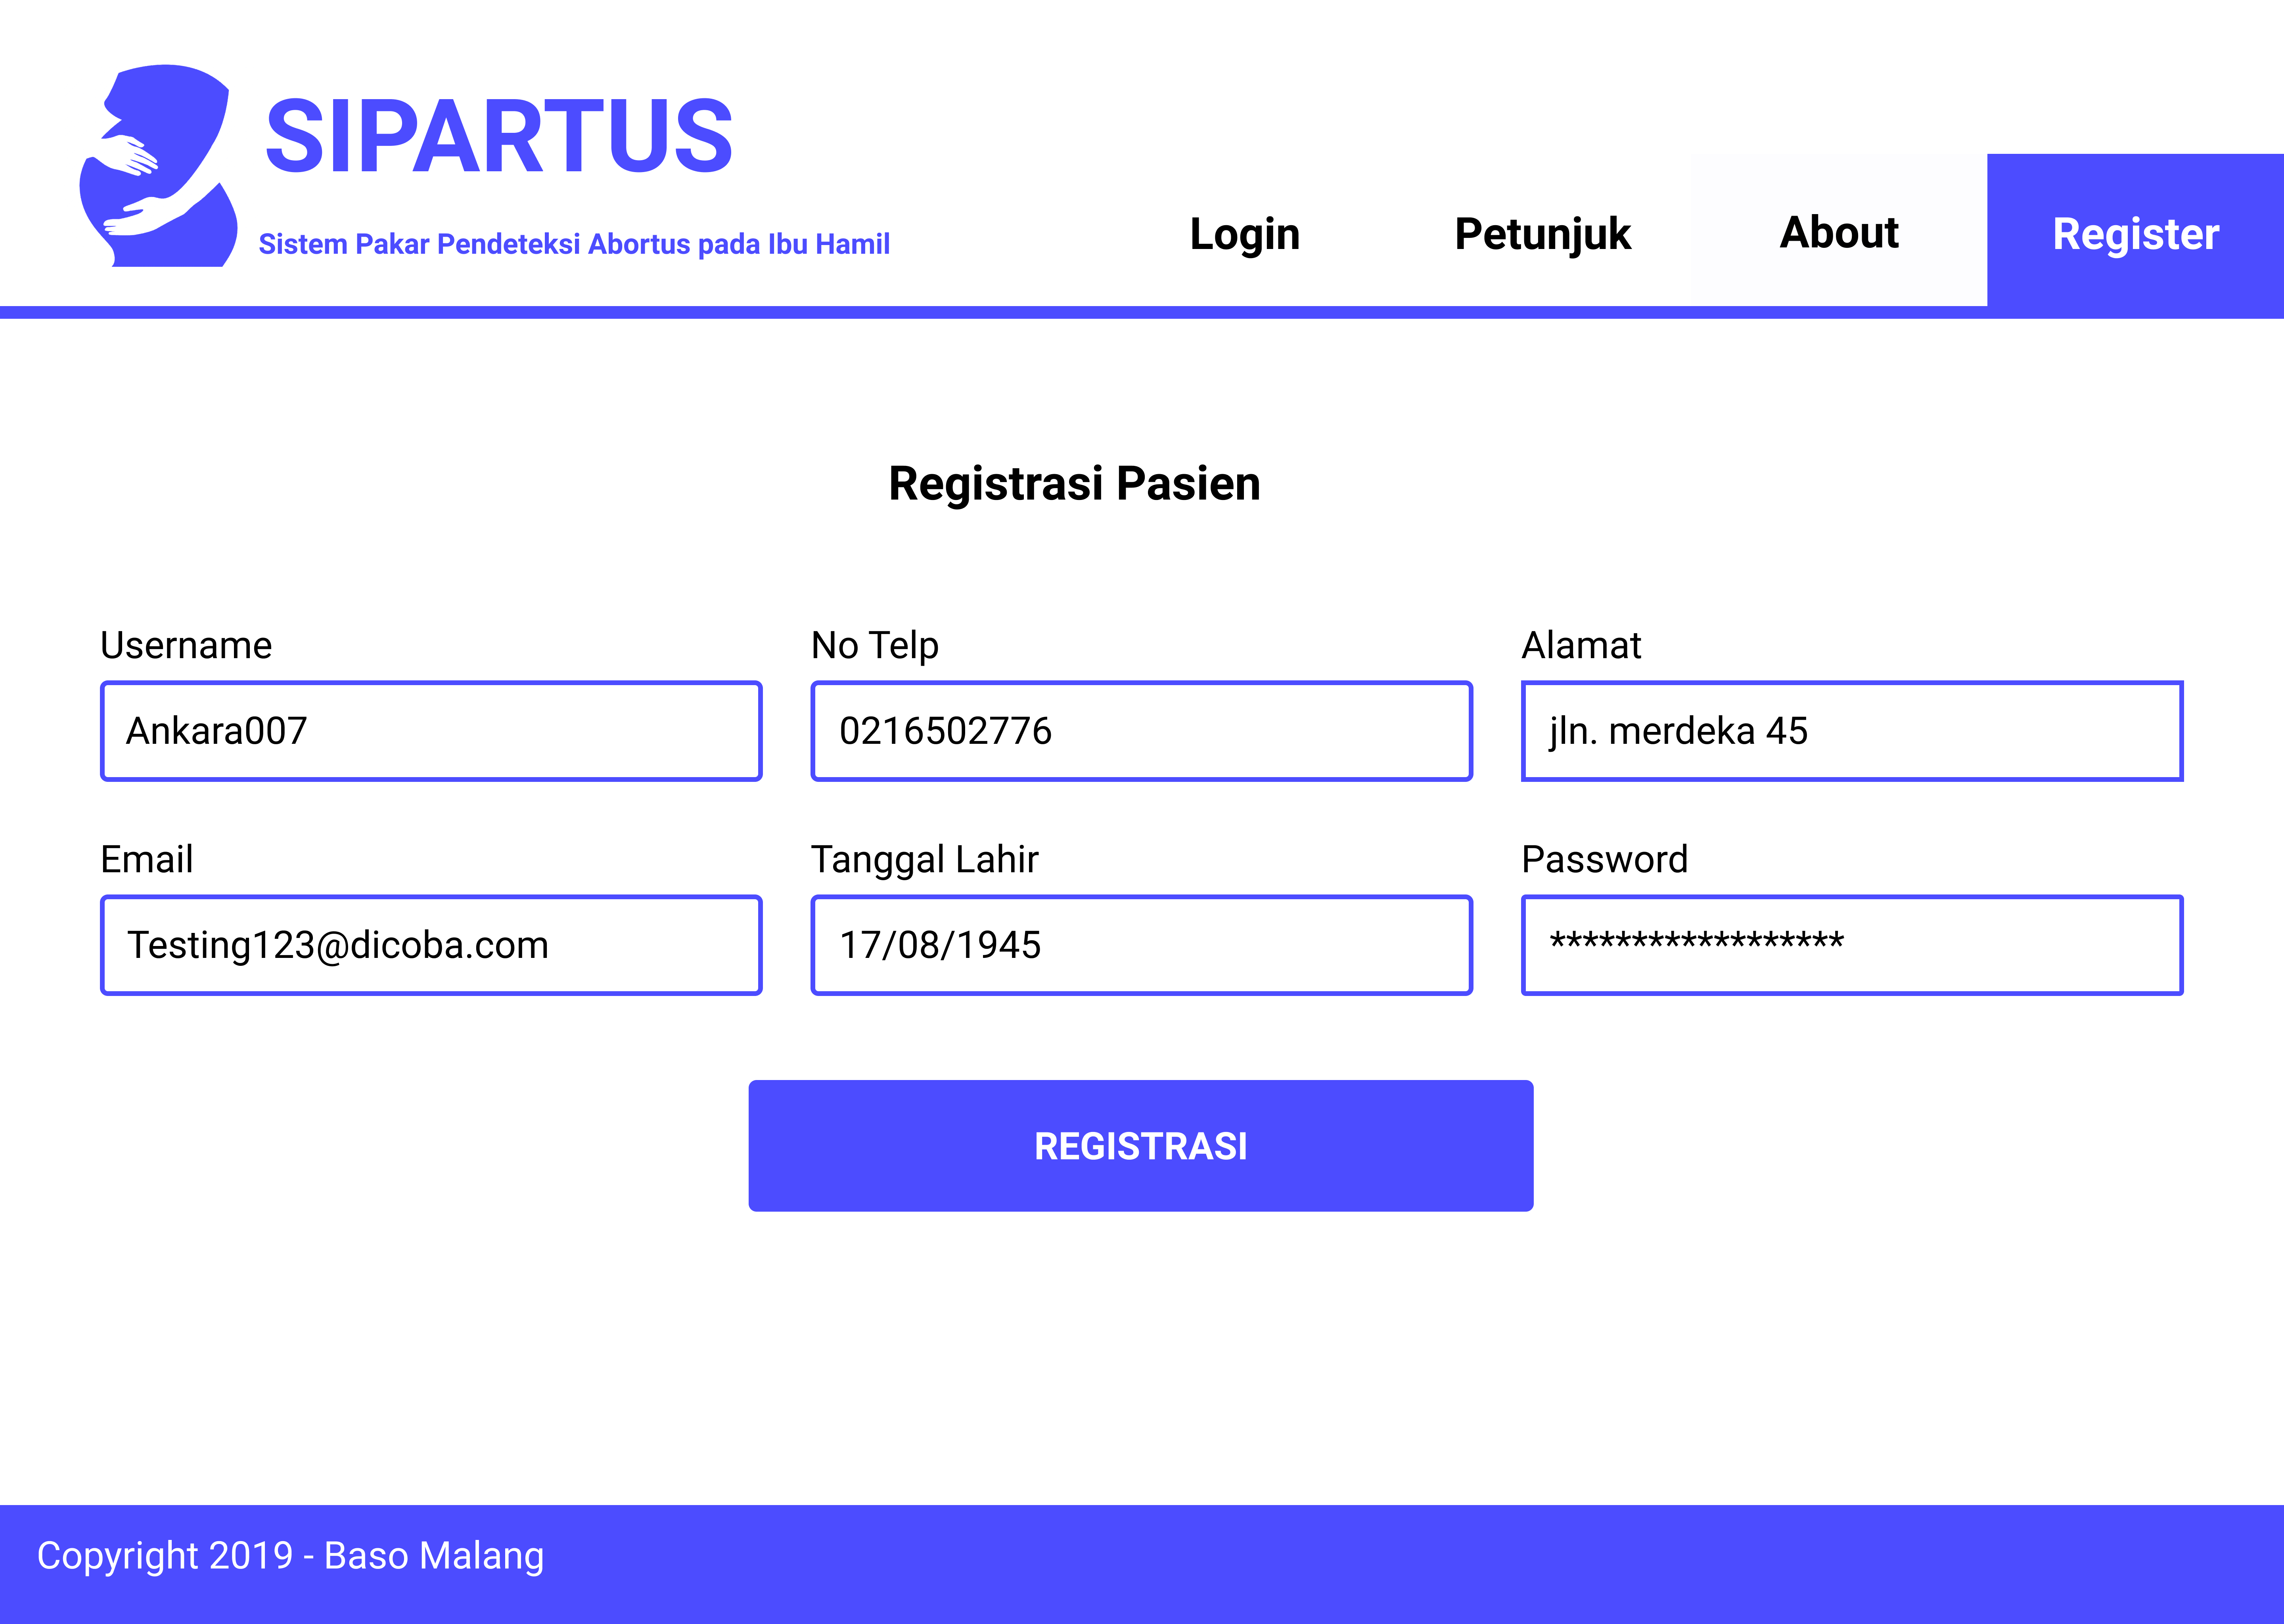 SIPARTUS
Sistem Pakar Pendeteksi Abortus pada Ibu Hamil
Login
Petunjuk
About
Register
Registrasi Pasien
Username
No Telp
Alamat
Ankara007
0216502776
jln. merdeka 45
Email
Tanggal Lahir
Password
Testing123@dicoba.com
17/08/1945
******************
REGISTRASI
Copyright 2019 - Baso Malang